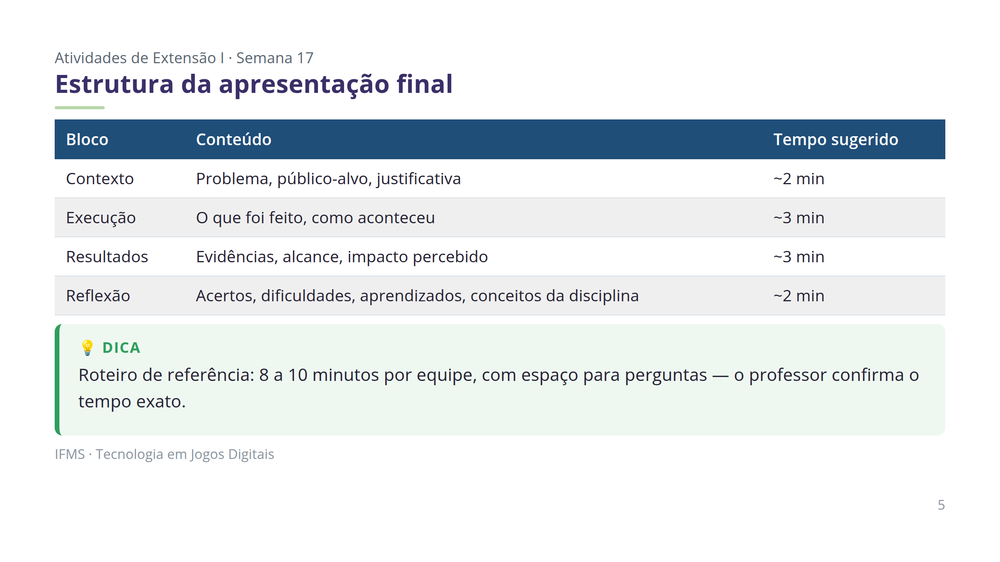 Atividades de Extensão I · Semana 17
Estrutura da apresentação final
Bloco Conteúdo Tempo sugerido
Contexto Problema, público-alvo, justificativa ~2 min
Execução O que foi feito, como aconteceu ~3 min
Resultados Evidências, alcance, impacto percebido ~3 min
Reflexão Acertos, dificuldades, aprendizados, conceitos da disciplina ~2 min
💡 DICA
Roteiro de referência: 8 a 10 minutos por equipe, com espaço para perguntas — o professor confirma o
tempo exato.
IFMS · Tecnologia em Jogos Digitais
5